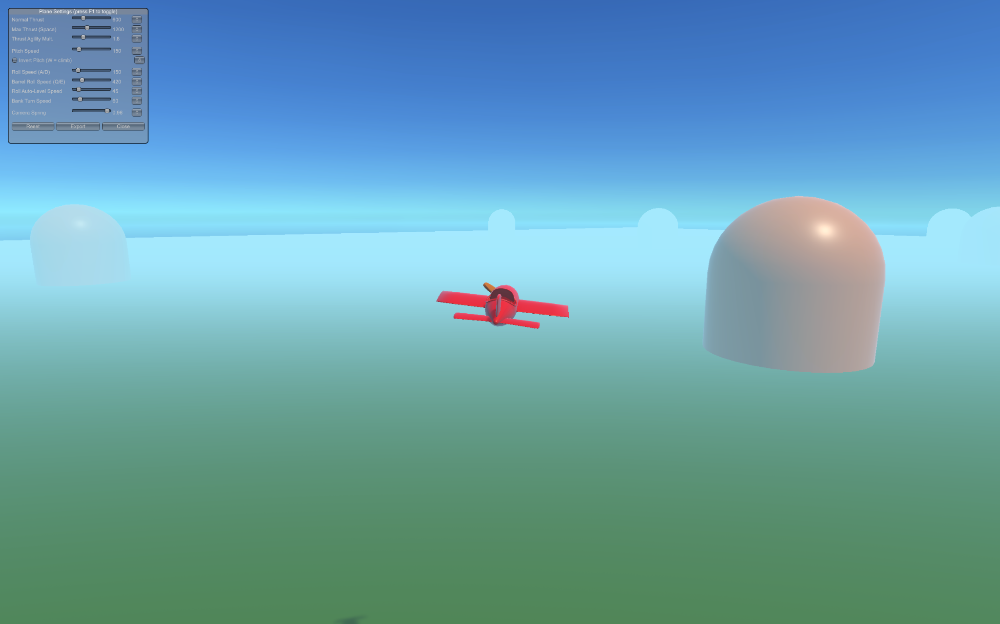 Plane Settings (press F1 to toggle)
Normal Thrust 600
Max Thrust (Space) 1200
Thrust Agility Mult. 1.8
Pitch Speed 150
Invert Pitch (W = climb)
Roll Speed (A/D) 150
Barrel Roll Speed (Q/E) 420
Roll Auto-Level Speed 45
Bank Turn Speed 60
Camera Spring 0.96
Reset Export Close